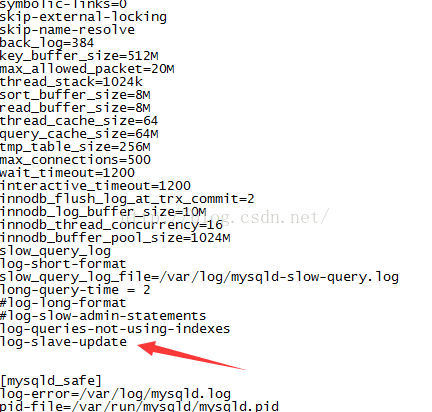 symbolic-links=0
skip-external-locking
skip-name-resolve
back_log=384
key_buffer_size=512M
max_allowed_packet=20M
thread_stack=1024k
sort_buffer_size=8M
read_buffer_size=8M
thread_cache_size=64
query_cache_size=64M
tmp_table_size=256M
max_connections=500
wait_timeout=1200
interactive_timeout=1200
innodb_flush_log_at_trx_commit=2
innodb_log_buffer_size=10M
innodb_thread_concurrency=16
innodb_buffer_pool_size=1024M
slow_query_log
log-short-format
slow_query_log_file=/var/log/mysqld-slow-query.log
long-query-time = 2
#log-long-format
#log-slow-admin-statements
log-queries-not-using-indexes
log-slave-update
[mysqld_safe]
log-error=/var/log/mysqld.log
pid-file=/var/run/mysqld/mysqld.pid